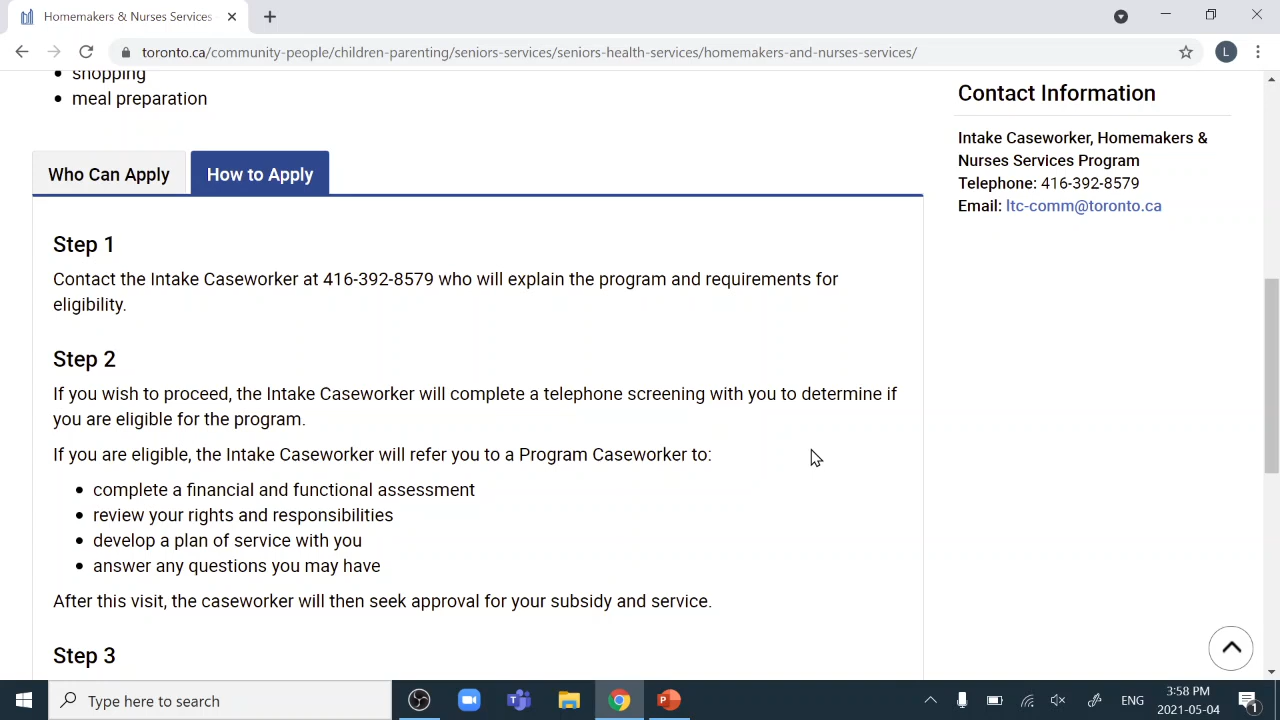 Homemakers & Nurses Services
toronto.ca/community-people/children-parenting/seniors-services/seniors-health-services/homemakers-and-nurses-services/
L
• shopping
• meal preparation
Who Can Apply
How to Apply
Step 1
Contact the Intake Caseworker at 416-392-8579 who will explain the program and requirements for
eligibility.
Step 2
If you wish to proceed, the Intake Caseworker will complete a telephone screening with you to determine if
you are eligible for the program.
If you are eligible, the Intake Caseworker will refer you to a Program Caseworker to:
• complete a financial and functional assessment
• review your rights and responsibilities
• develop a plan of service with you
• answer any questions you may have
After this visit, the caseworker will then seek approval for your subsidy and service.
Step 3
Contact Information
Intake Caseworker, Homemakers &
Nurses Services Program
Telephone: 416-392-8579
Email: ltc-comm@toronto.ca
Type here to search
ENG
3:58 PM
2021-05-04
1